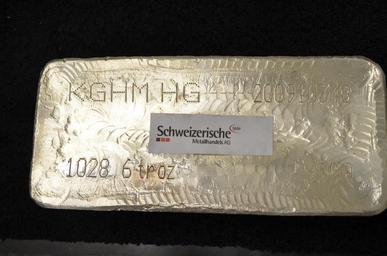 KGHM HG
Schweizerische
Metallhandels AG
1028,6 troz